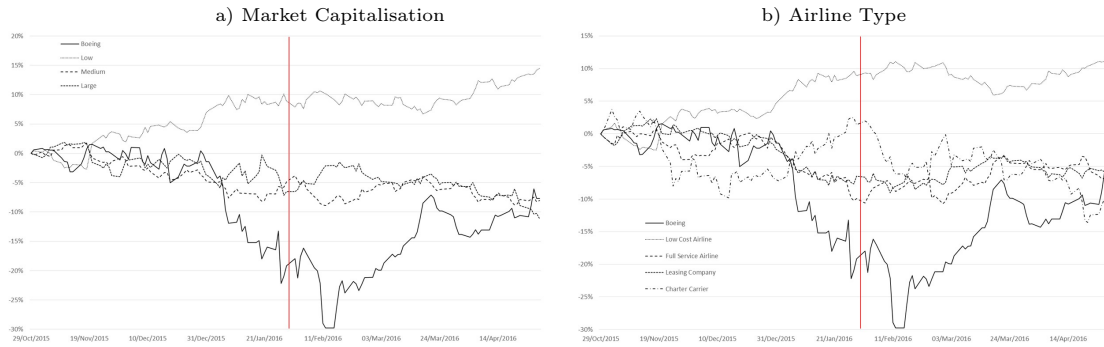 a) Market Capitalisation
20%
15%
10%
5%
0%
-5%
-10%
-15%
-20%
-25%
-30%
Boeing
Low
Medium
Large
29/Oct/2015 19/Nov/2015 10/Dec/2015 31/Dec/2015 21/Jan/2016 11/Feb/2016 03/Mar/2016 24/Mar/2016 14/Apr/2016
b) Airline Type
15%
10%
5%
0%
-5%
-10%
-15%
-20%
-25%
-30%
Boeing
Low Cost Airline
Full Service Airline
Leasing Company
Charter Carrier
29/Oct/2015 19/Nov/2015 10/Dec/2015 31/Dec/2015 21/Jan/2016 11/Feb/2016 03/Mar/2016 24/Mar/2016 14/Apr/2016